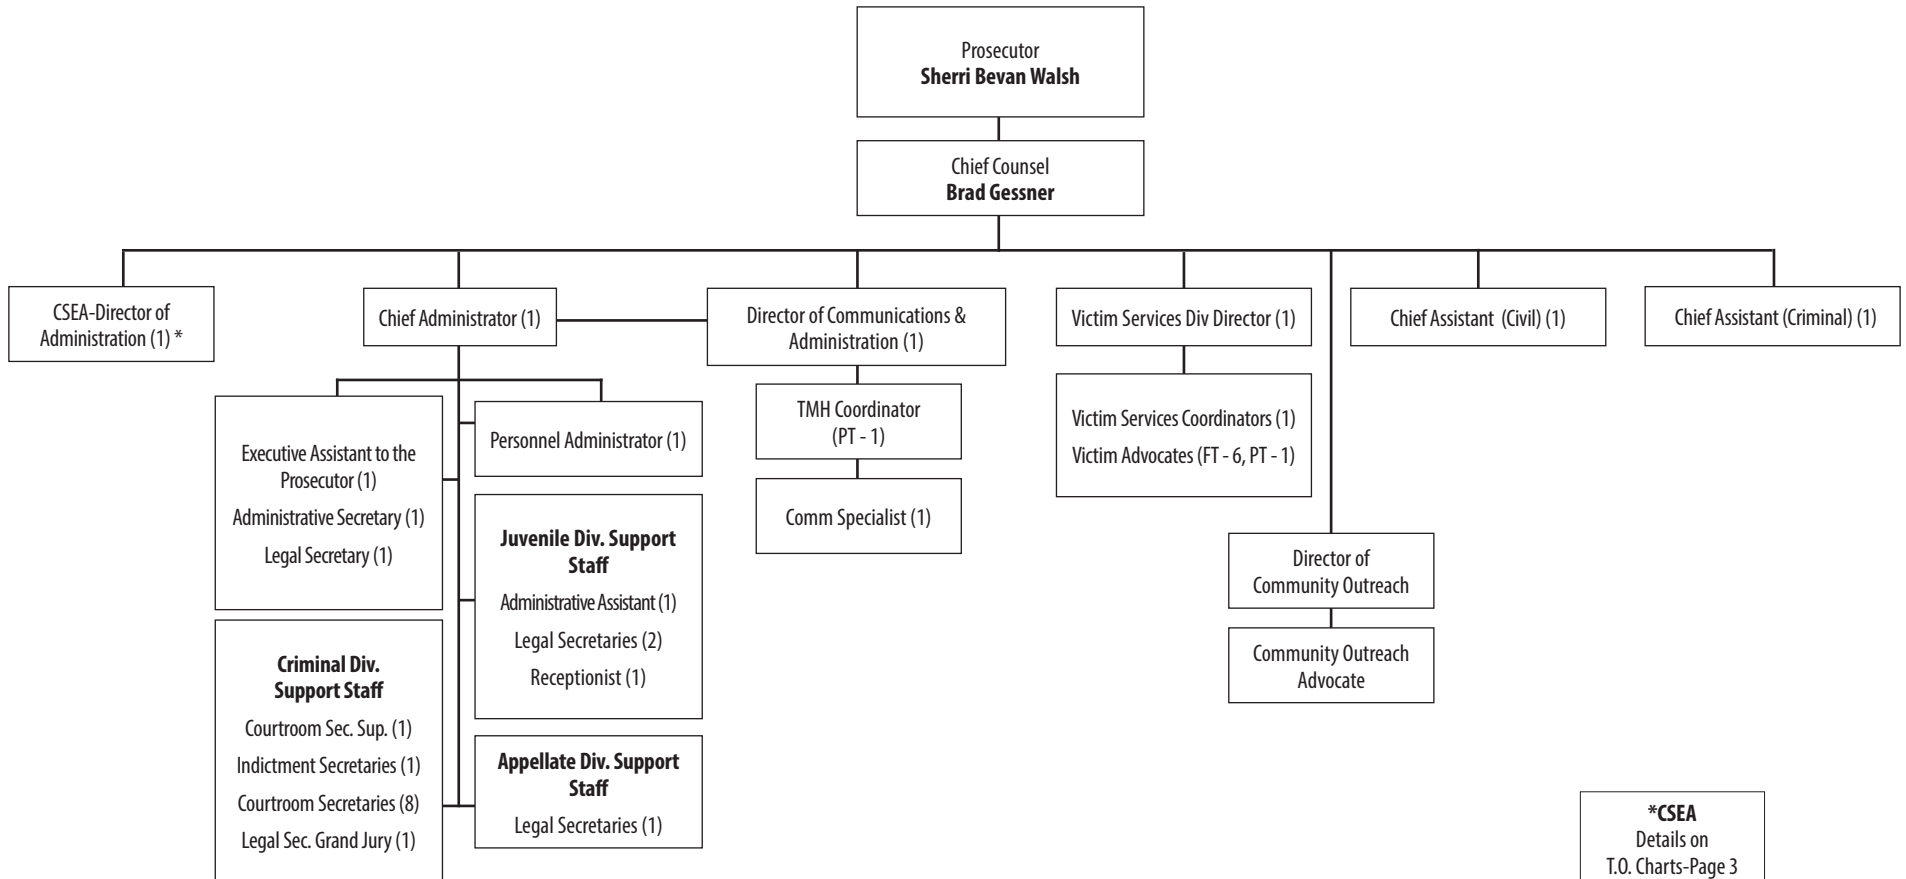 Prosecutor
Sherri Bevan Walsh
Chief Counsel
Brad Gessner
CSEA-Director of
Administration (1) *
Chief Administrator (1)
Director of Communications &
Administration (1)
Victim Services Div Director (1)
Chief Assistant (Civil) (1)
Chief Assistant (Criminal) (1)
Executive Assistant to the
Prosecutor (1)
Administrative Secretary (1)
Legal Secretary (1)
Personnel Administrator (1)
Juvenile Div. Support
Staff
Administrative Assistant (1)
Legal Secretaries (2)
Receptionist (1)
Criminal Div.
Support Staff
Courtroom Sec. Sup. (1)
Indictment Secretaries (1)
Courtroom Secretaries (8)
Legal Sec. Grand Jury (1)
Appellate Div. Support
Staff
Legal Secretaries (1)
TMH Coordinator
(PT - 1)
Comm Specialist (1)
Victim Services Coordinators (1)
Victim Advocates (FT - 6, PT - 1)
Director of
Community Outreach
Community Outreach
Advocate
*CSEA
Details on
T.O. Charts-Page 3